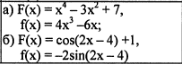 а) F(x) = x⁴ – 3x² + 7,
f(x) = 4x³ –6x;
б) F(x) = cos(2x – 4) +1,
f(x) = –2sin(2x – 4)